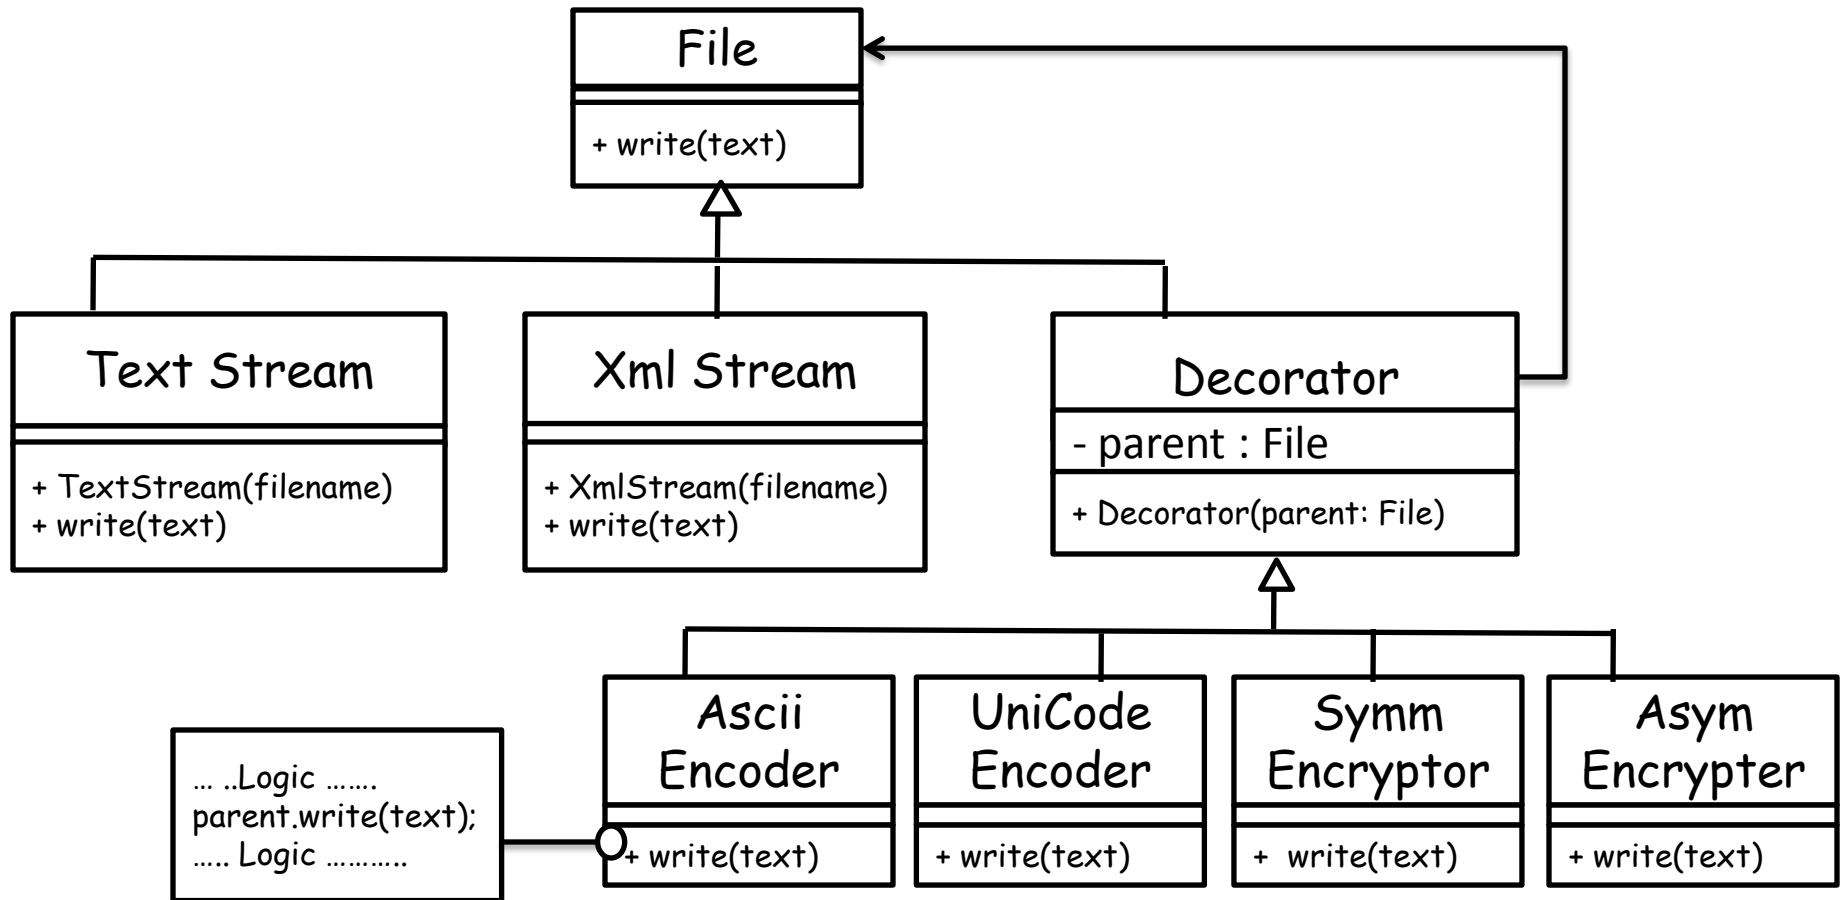 File
+ write(text)
Text Stream
+ TextStream(filename)
+ write(text)
Xml Stream
+ XmlStream(filename)
+ write(text)
Decorator
- parent : File
+ Decorator(parent: File)
… ..Logic …….
parent.write(text);
….. Logic ………..
Ascii
Encoder
+ write(text)
UniCode
Encoder
+ write(text)
Symm
Encryptor
+ write(text)
Asym
Encrypter
+ write(text)